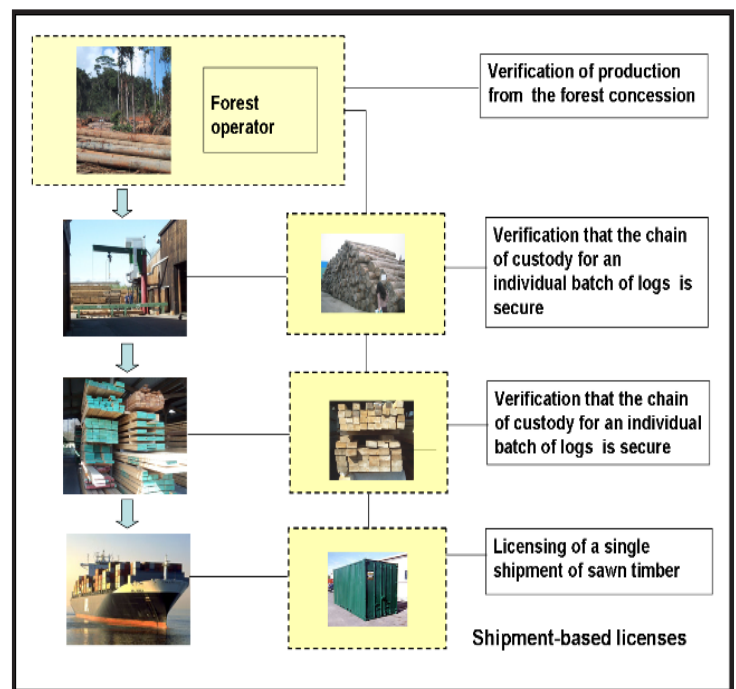 Verification of production
from the forest concession
Forest
operator
Verification that the chain
of custody for an
individual batch of logs is
secure
Verification that the chain
of custody for an individual
batch of logs is secure
Licensing of a single
shipment of sawn timber
Shipment-based licenses